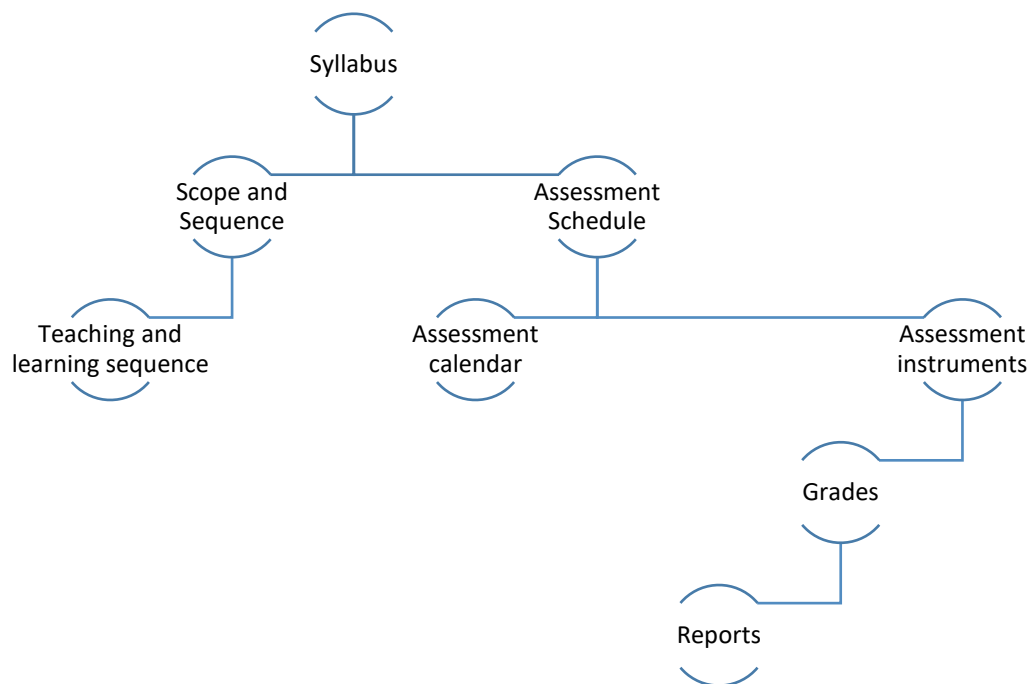 Syllabus
Scope and
Sequence
Assessment
Schedule
Teaching and
learning sequence
Assessment
calendar
Assessment
instruments
Grades
Reports